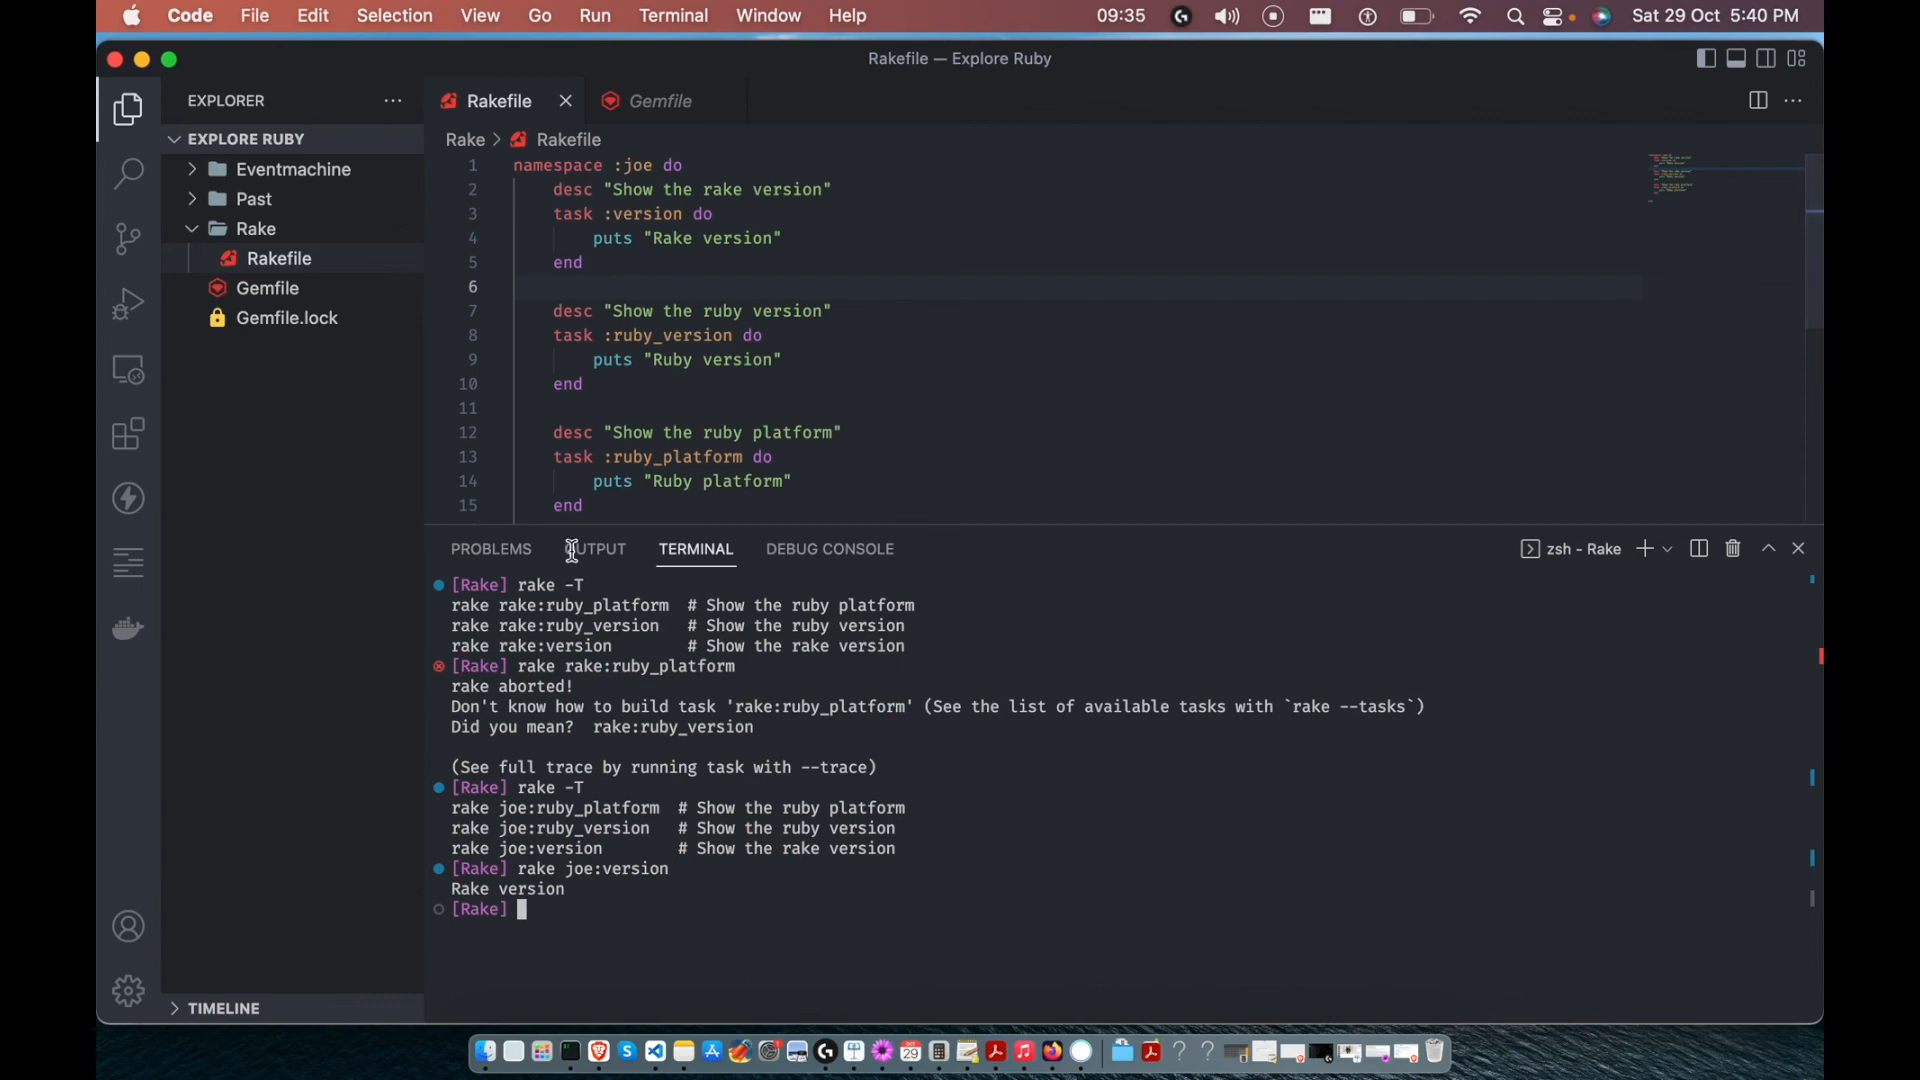 Code File Edit Selection View Go Run Terminal Window Help 09:35 Sat 29 Oct 5:40 PM
Rakefile — Explore Ruby
EXPLORER
Rakefile
Gemfile
EXPLORE RUBY
Eventmachine
Past
Rake
Rakefile
Gemfile
Gemfile.lock
TIMELINE
Rake > Rakefile
1 namespace :joe do
2 desc "Show the rake version"
3 task :version do
4 puts "Rake version"
5 end
6
7 desc "Show the ruby version"
8 task :ruby_version do
9 puts "Ruby version"
10 end
11
12 desc "Show the ruby platform"
13 task :ruby_platform do
14 puts "Ruby platform"
15 end
PROBLEMS OUTPUT TERMINAL DEBUG CONSOLE zsh - Rake
[Rake] rake -T
rake rake:ruby_platform # Show the ruby platform
rake rake:ruby_version # Show the ruby version
rake rake:version # Show the rake version
[Rake] rake rake:ruby_platform
rake aborted!
Don't know how to build task 'rake:ruby_platform' (See the list of available tasks with `rake --tasks`)
Did you mean? rake:ruby_version
(See full trace by running task with --trace)
[Rake] rake -T
rake joe:ruby_platform # Show the ruby platform
rake joe:ruby_version # Show the ruby version
rake joe:version # Show the rake version
[Rake] rake joe:version
Rake version
[Rake]